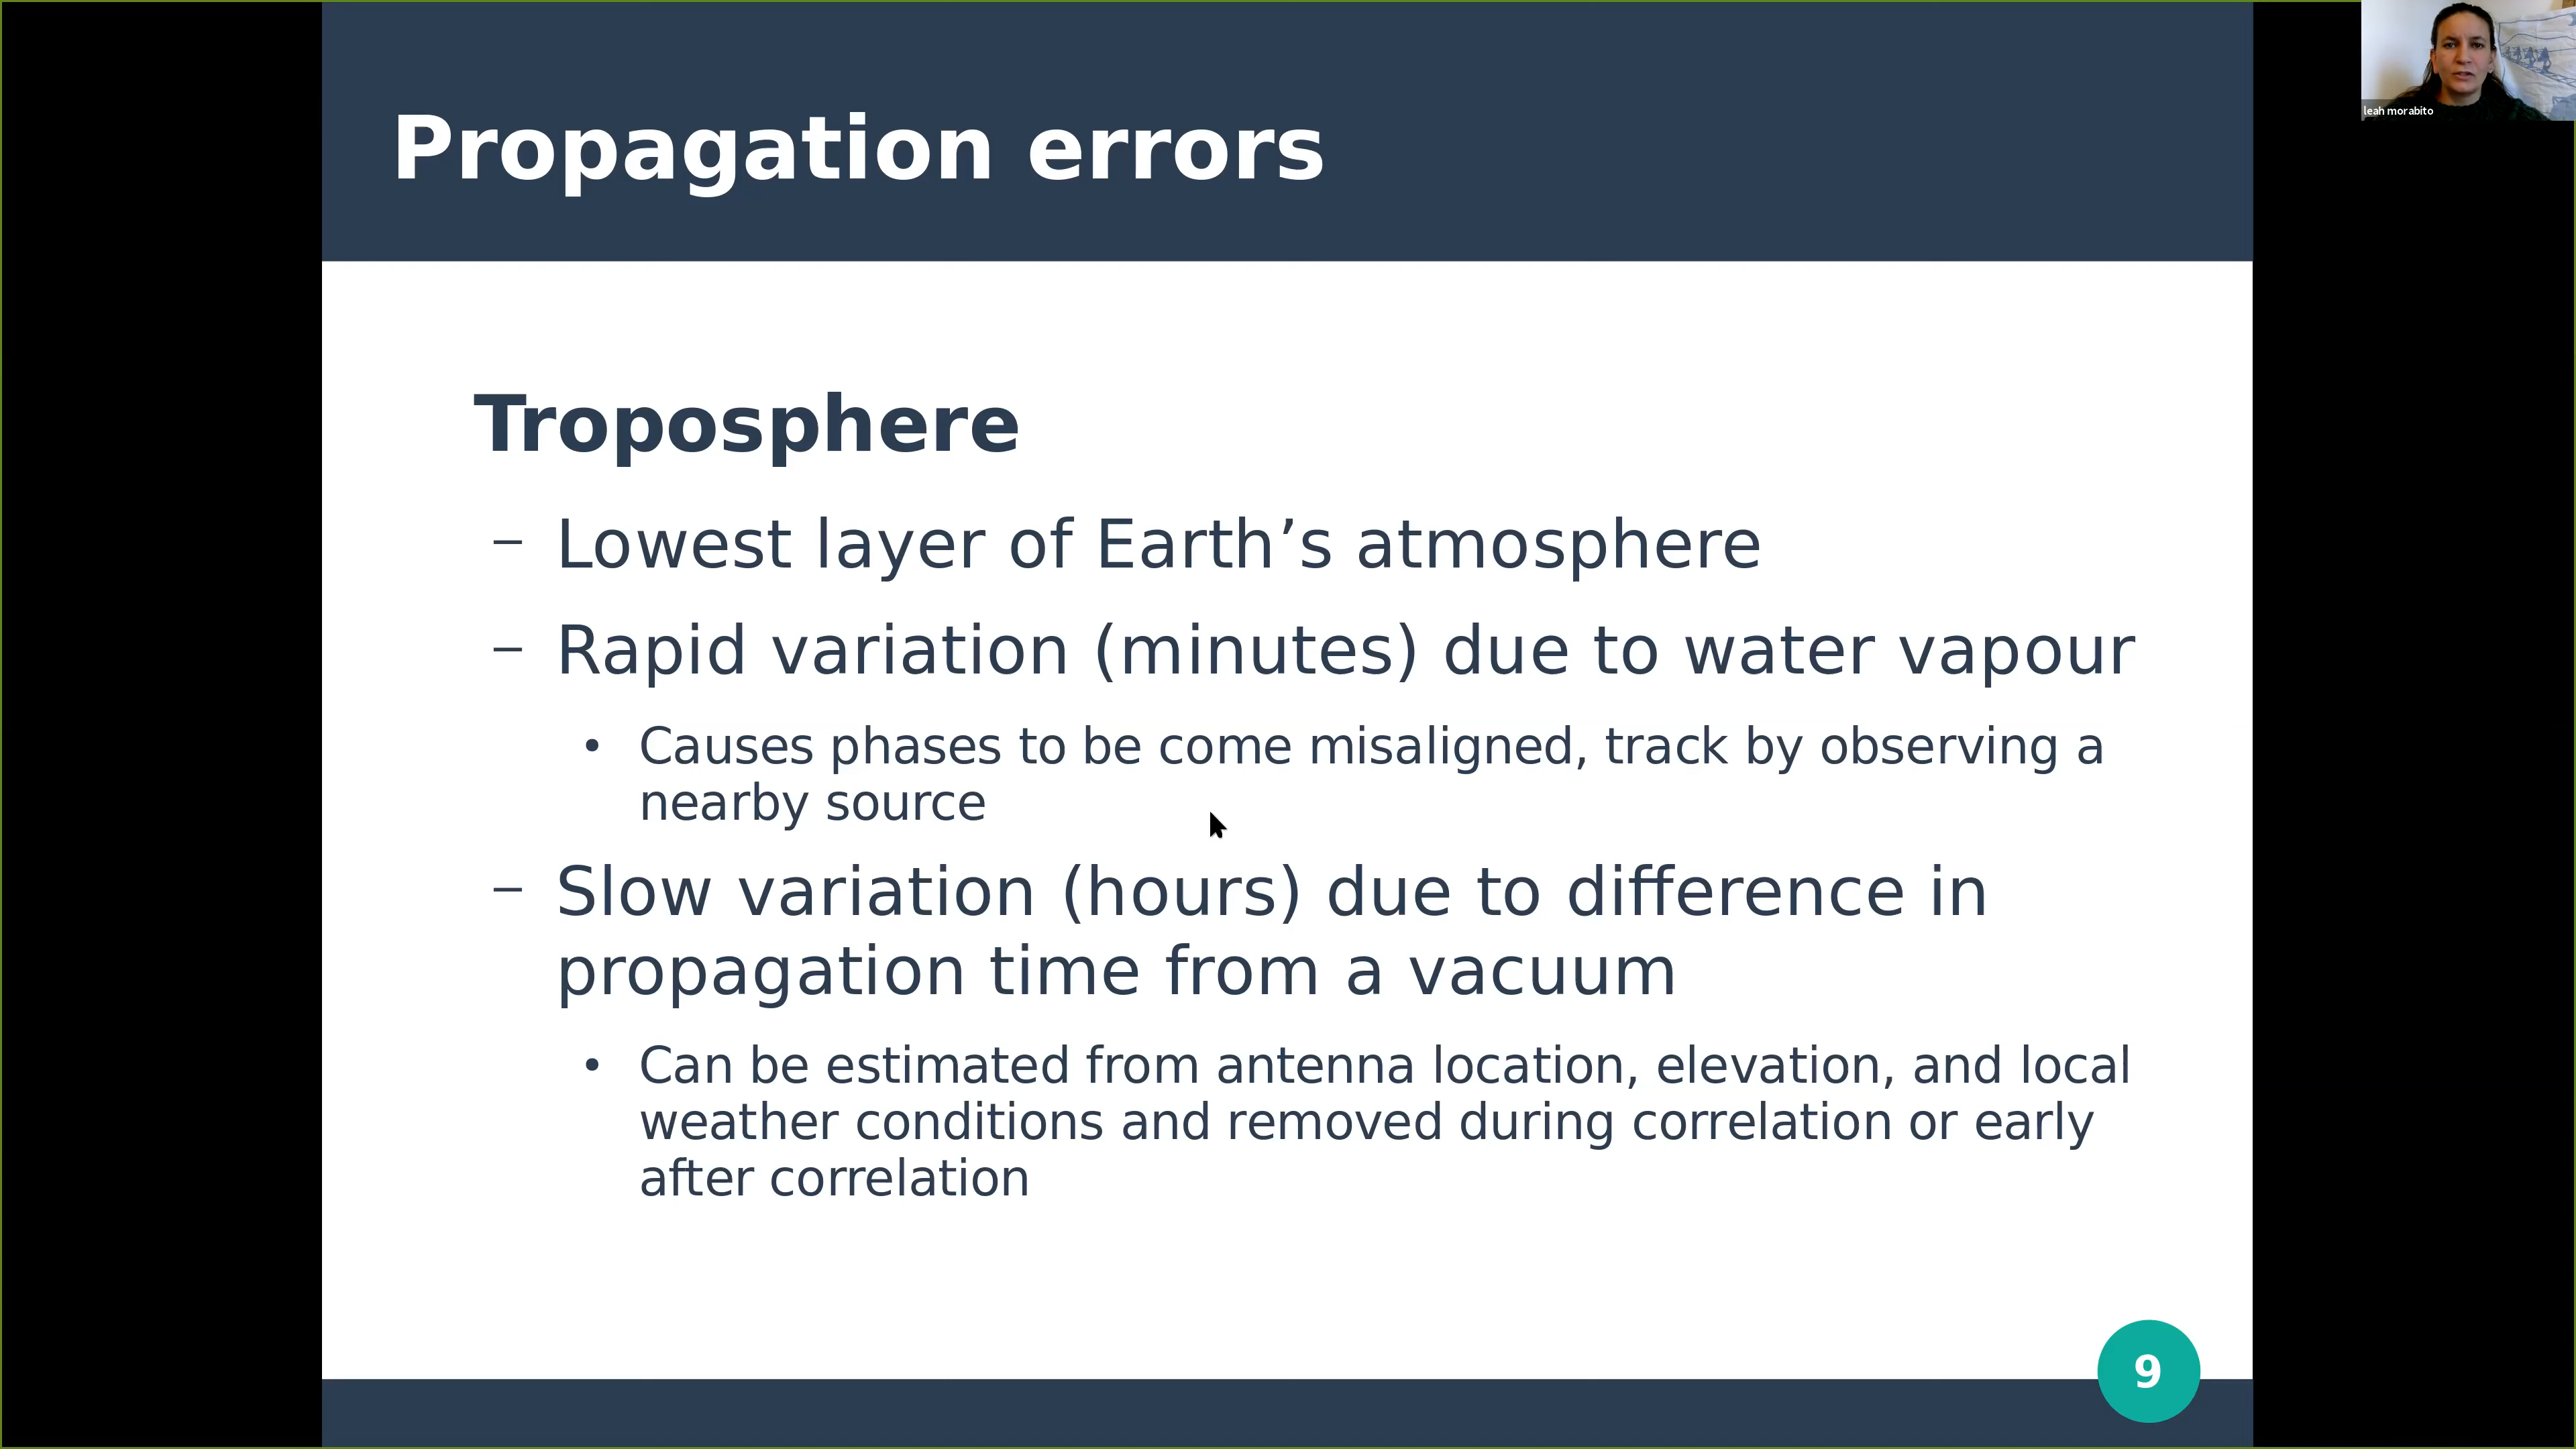 Propagation errors
leah morabito
Troposphere
– Lowest layer of Earth’s atmosphere
– Rapid variation (minutes) due to water vapour
• Causes phases to be come misaligned, track by observing a
nearby source
– Slow variation (hours) due to difference in
propagation time from a vacuum
• Can be estimated from antenna location, elevation, and local
weather conditions and removed during correlation or early
after correlation
9